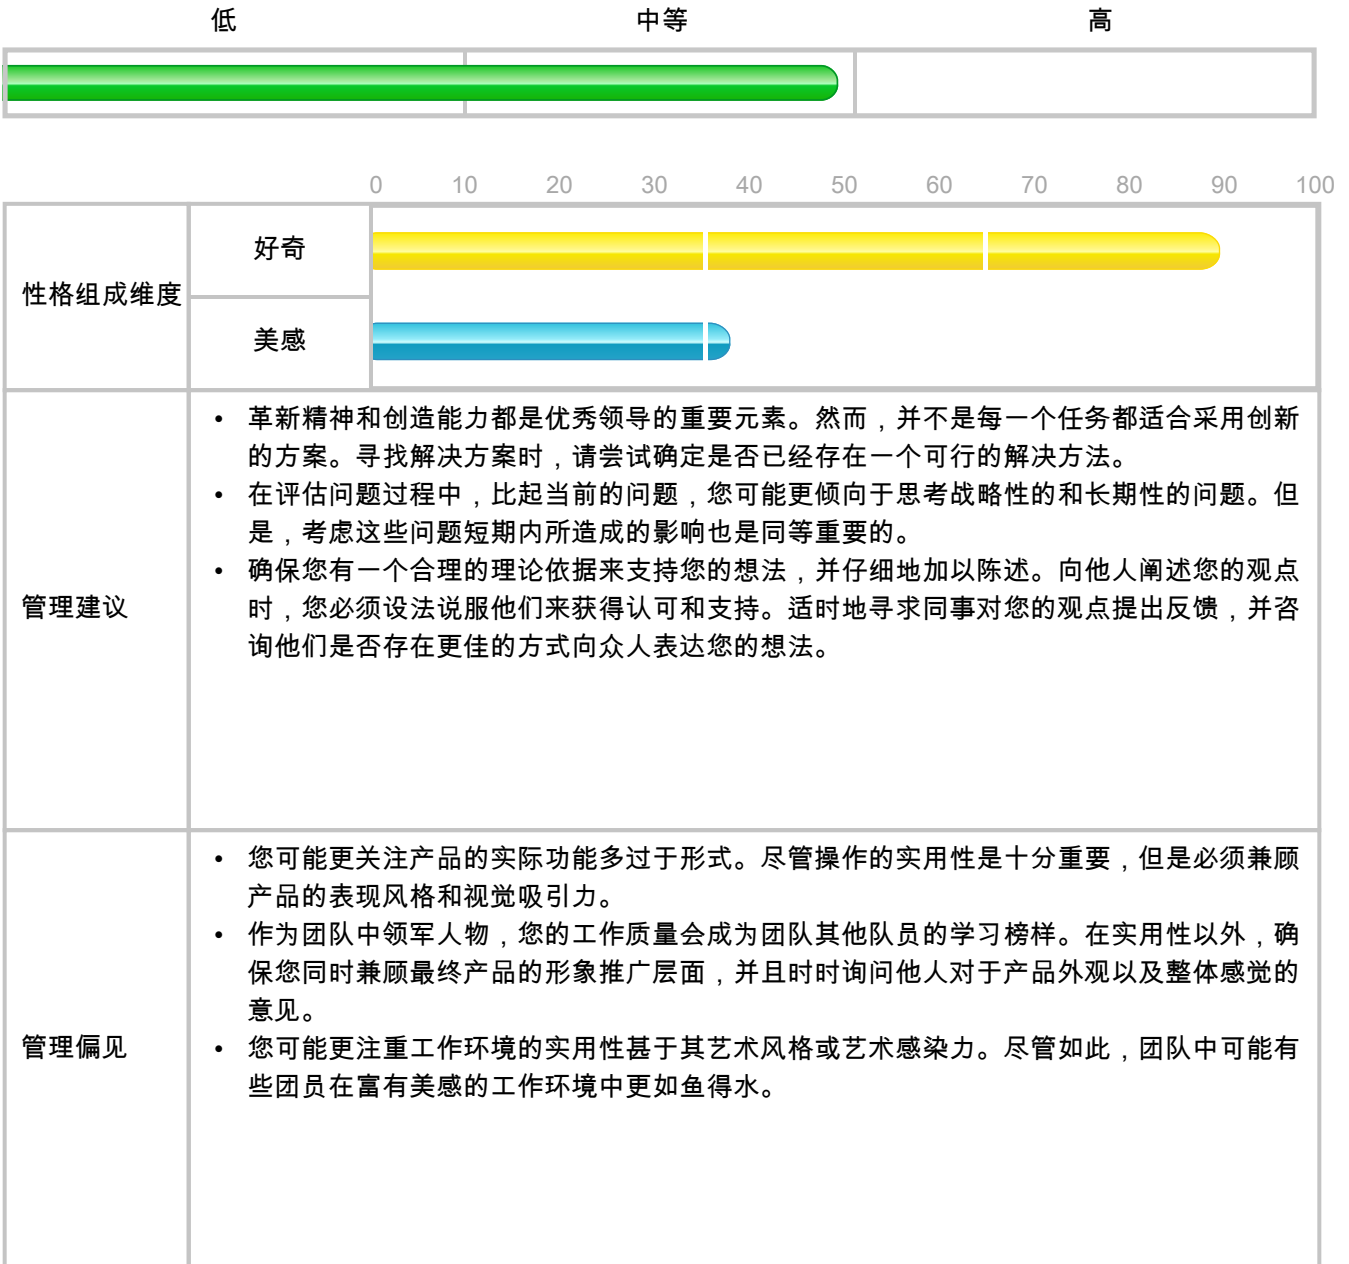 低 中等 高
0 10 20 30 40 50 60 70 80 90 100
性格组成维度
好奇
美感
管理建议
• 革新精神和创造能力都是优秀领导的重要元素。然而，并不是每一个任务都适合采用创新
的方案。寻找解决方案时，请尝试确定是否已经存在一个可行的解决方法。
• 在评估问题过程中，比起当前的问题，您可能更倾向于思考战略性的和长期性的问题。但
是，考虑这些问题短期内所造成的影响也是同等重要的。
• 确保您有一个合理的理论依据来支持您的想法，并仔细地加以陈述。向他人阐述您的观点
时，您必须设法说服他们来获得认可和支持。适时地寻求同事对您的观点提出反馈，并咨
询他们是否存在更佳的方式向众人表达您的想法。
管理偏见
• 您可能更关注产品的实际功能多过于形式。尽管操作的实用性是十分重要，但是必须兼顾
产品的表现风格和视觉吸引力。
• 作为团队中领军人物，您的工作质量会成为团队其他队员的学习榜样。在实用性以外，确
保您同时兼顾最终产品的形象推广层面，并且时时询问他人对于产品外观以及整体感觉的
意见。
• 您可能更注重工作环境的实用性甚于其艺术风格或艺术感染力。尽管如此，团队中可能有
些团员在富有美感的工作环境中更如鱼得水。